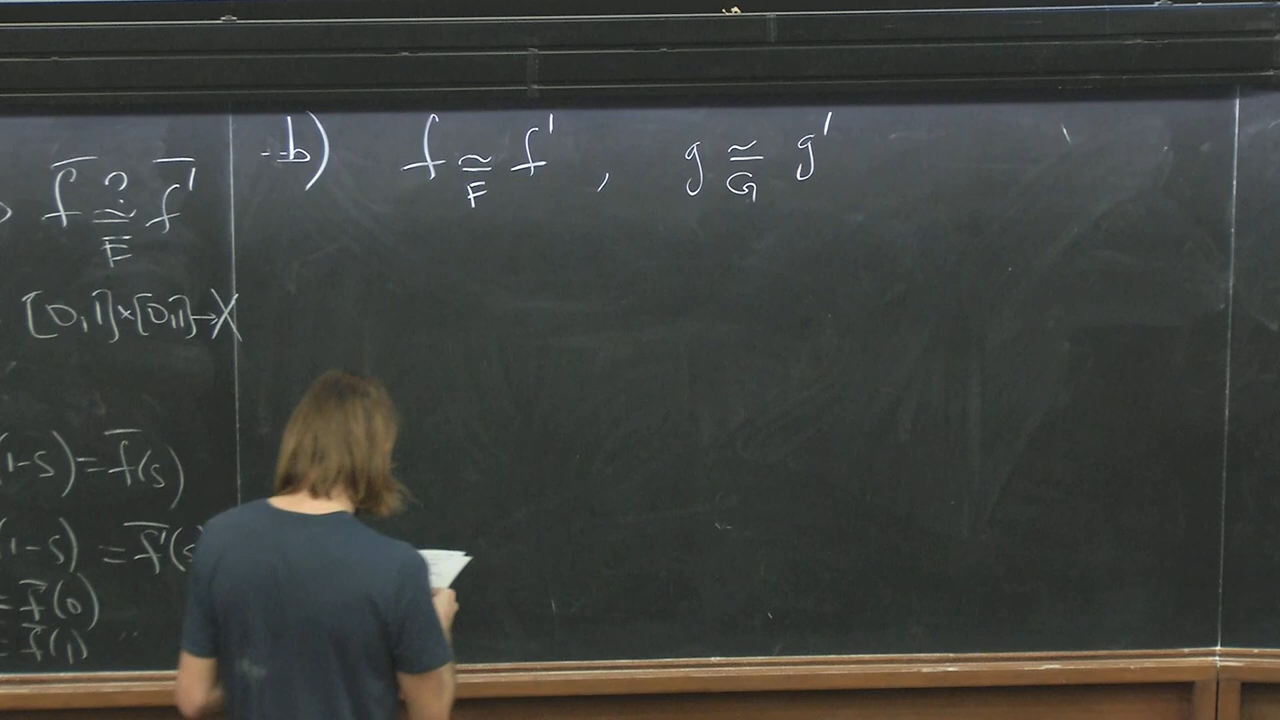 f̄ ≃? f̄'
F̄
[0,1]×[0,1]→X
(1-s)=f̄(s)
(1-s) =f̄'(s
= f̄(0)
= f̄(1)
b) f ≃ f' , g ≃ g'
F G